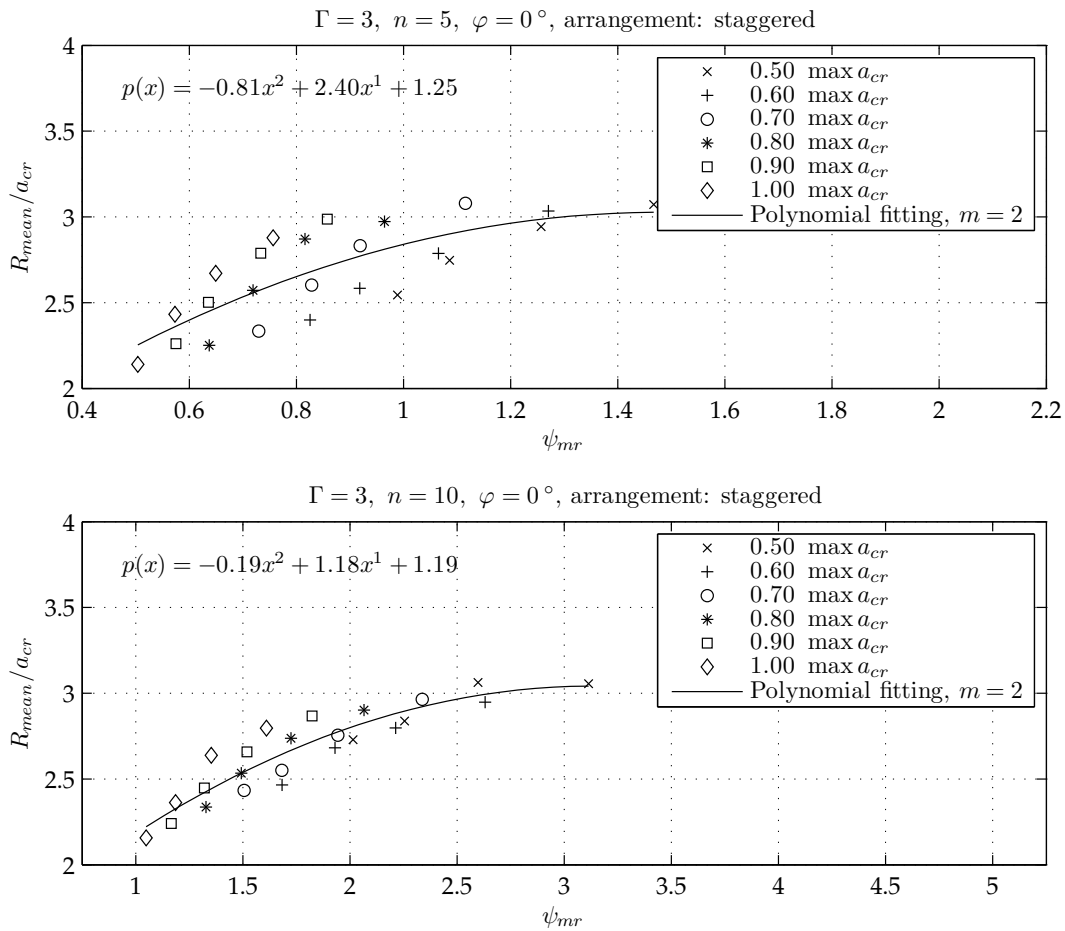 Γ = 3, n = 5, φ = 0°, arrangement: staggered
4
3.5
3
2.5
2
R_mean/a_cr
p(x) = −0.81x² + 2.40x¹ + 1.25
0.50 max a_cr
0.60 max a_cr
0.70 max a_cr
0.80 max a_cr
0.90 max a_cr
1.00 max a_cr
Polynomial fitting, m = 2
0.4 0.6 0.8 1 1.2 1.4 1.6 1.8 2 2.2
ψ_mr
Γ = 3, n = 10, φ = 0°, arrangement: staggered
4
3.5
3
2.5
2
R_mean/a_cr
p(x) = −0.19x² + 1.18x¹ + 1.19
0.50 max a_cr
0.60 max a_cr
0.70 max a_cr
0.80 max a_cr
0.90 max a_cr
1.00 max a_cr
Polynomial fitting, m = 2
1 1.5 2 2.5 3 3.5 4 4.5 5
ψ_mr